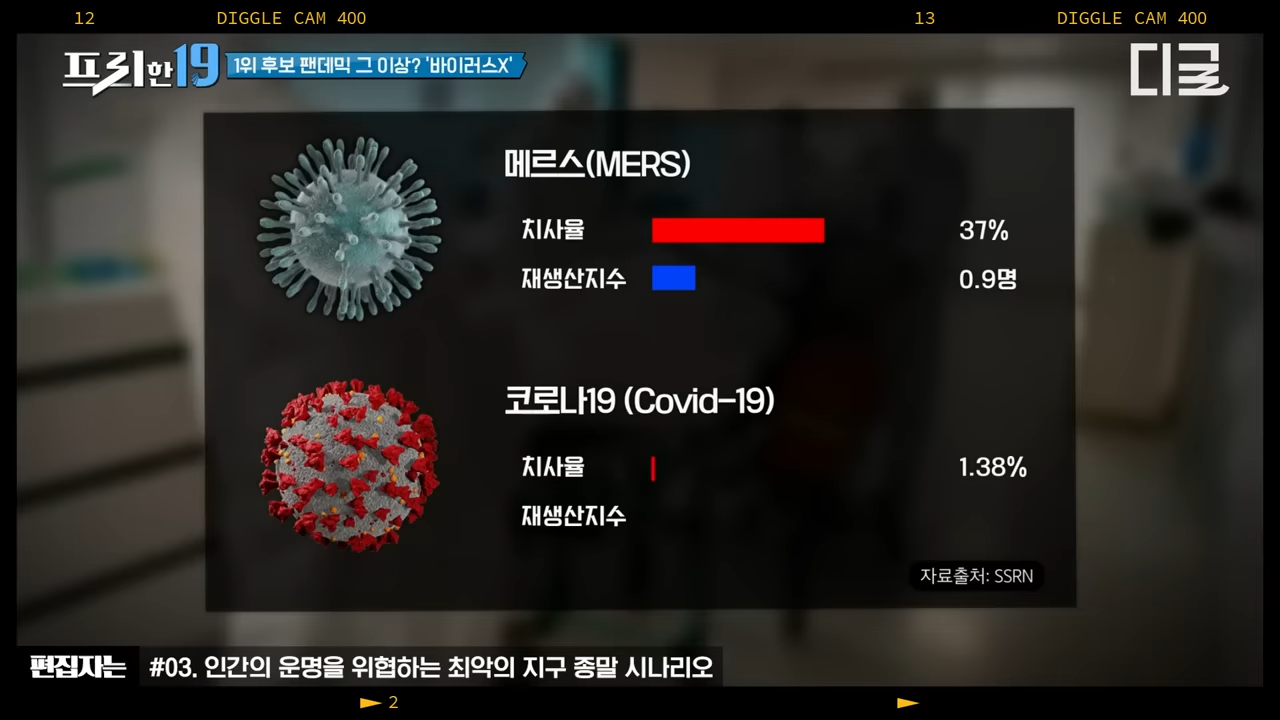 12 DIGGLE CAM 400 13 DIGGLE CAM 400
프리한19 1위 후보 팬데믹 그 이상? '바이러스X' 디글
메르스(MERS)
치사율 37%
재생산지수 0.9명
코로나19 (Covid-19)
치사율 1.38%
재생산지수
자료출처: SSRN
편집자는 #03. 인간의 운명을 위협하는 최악의 지구 종말 시나리오
2